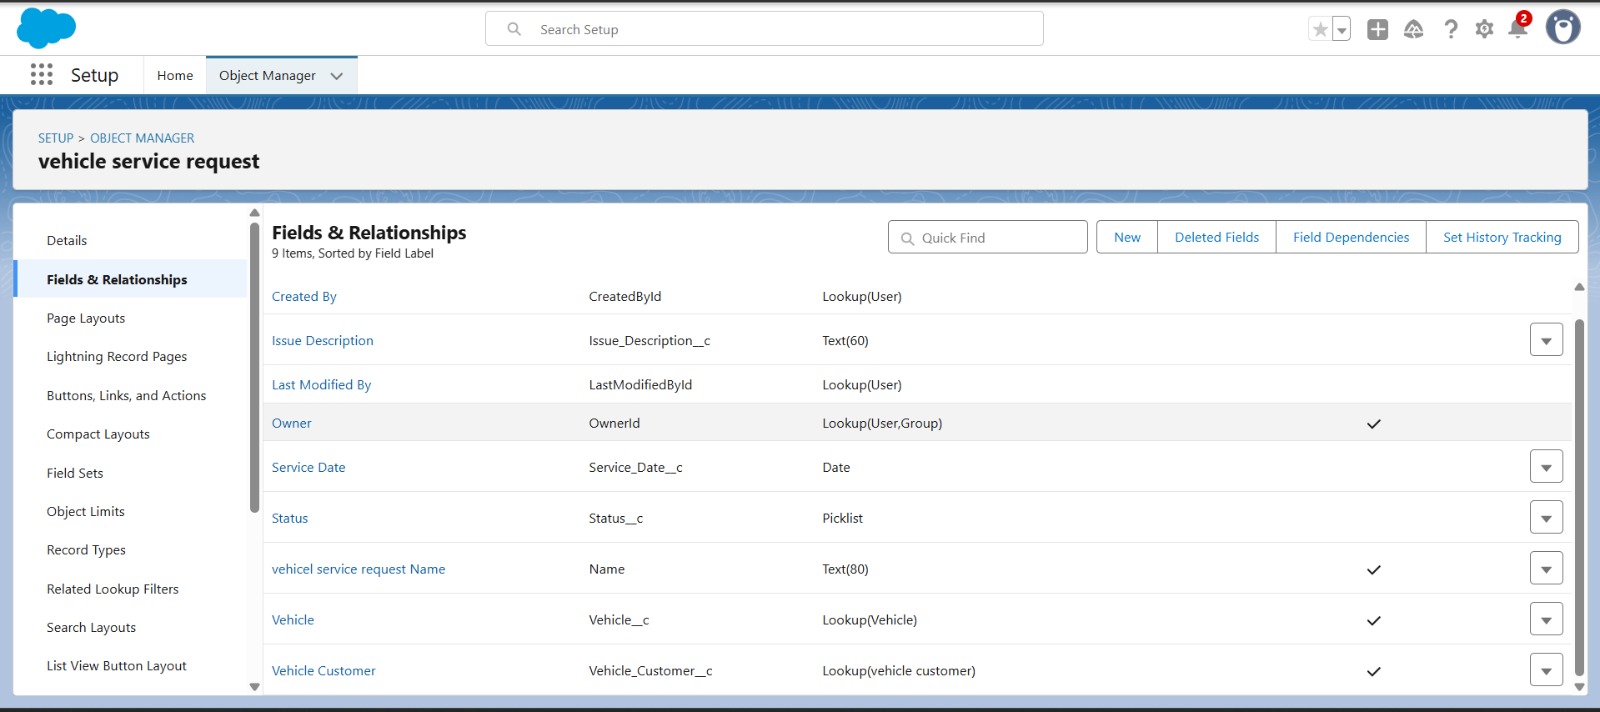 Search Setup
2
Setup
Home
Object Manager
SETUP > OBJECT MANAGER
vehicle service request
Details
Fields & Relationships
Page Layouts
Lightning Record Pages
Buttons, Links, and Actions
Compact Layouts
Field Sets
Object Limits
Record Types
Related Lookup Filters
Search Layouts
List View Button Layout
Fields & Relationships
9 Items, Sorted by Field Label
Quick Find
New
Deleted Fields
Field Dependencies
Set History Tracking
Created By CreatedById Lookup(User)
Issue Description Issue_Description__c Text(60)
Last Modified By LastModifiedById Lookup(User)
Owner OwnerId Lookup(User,Group)
Service Date Service_Date__c Date
Status Status__c Picklist
vehicel service request Name Name Text(80)
Vehicle Vehicle__c Lookup(Vehicle)
Vehicle Customer Vehicle_Customer__c Lookup(vehicle customer)